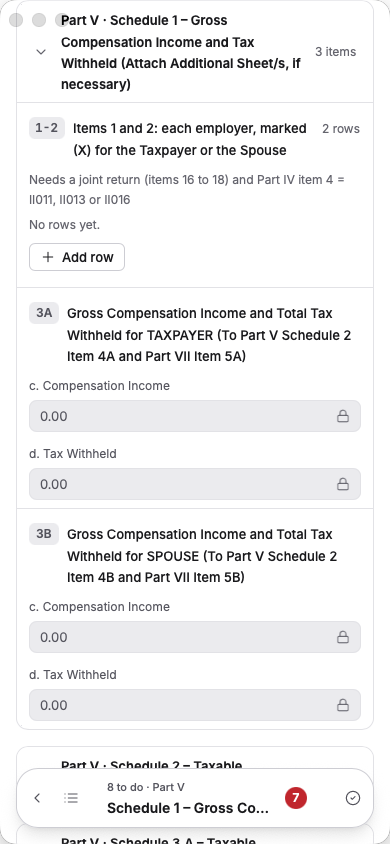 Part V · Schedule 1 – Gross
Compensation Income and Tax
Withheld (Attach Additional Sheet/s, if
necessary)
3 items
1-2
Items 1 and 2: each employer, marked
(X) for the Taxpayer or the Spouse
2 rows
Needs a joint return (items 16 to 18) and Part IV item 4 =
II011, II013 or II016
No rows yet.
+ Add row
3A
Gross Compensation Income and Total Tax
Withheld for TAXPAYER (To Part V Schedule 2
Item 4A and Part VII Item 5A)
c. Compensation Income
0.00
d. Tax Withheld
0.00
3B
Gross Compensation Income and Total Tax
Withheld for SPOUSE (To Part V Schedule 2
Item 4B and Part VII Item 5B)
c. Compensation Income
0.00
d. Tax Withheld
0.00
Part V · Schedule 2 – Taxable
8 to do · Part V
Schedule 1 – Gross Co...
7
Part V · Schedule 3.A – Taxable